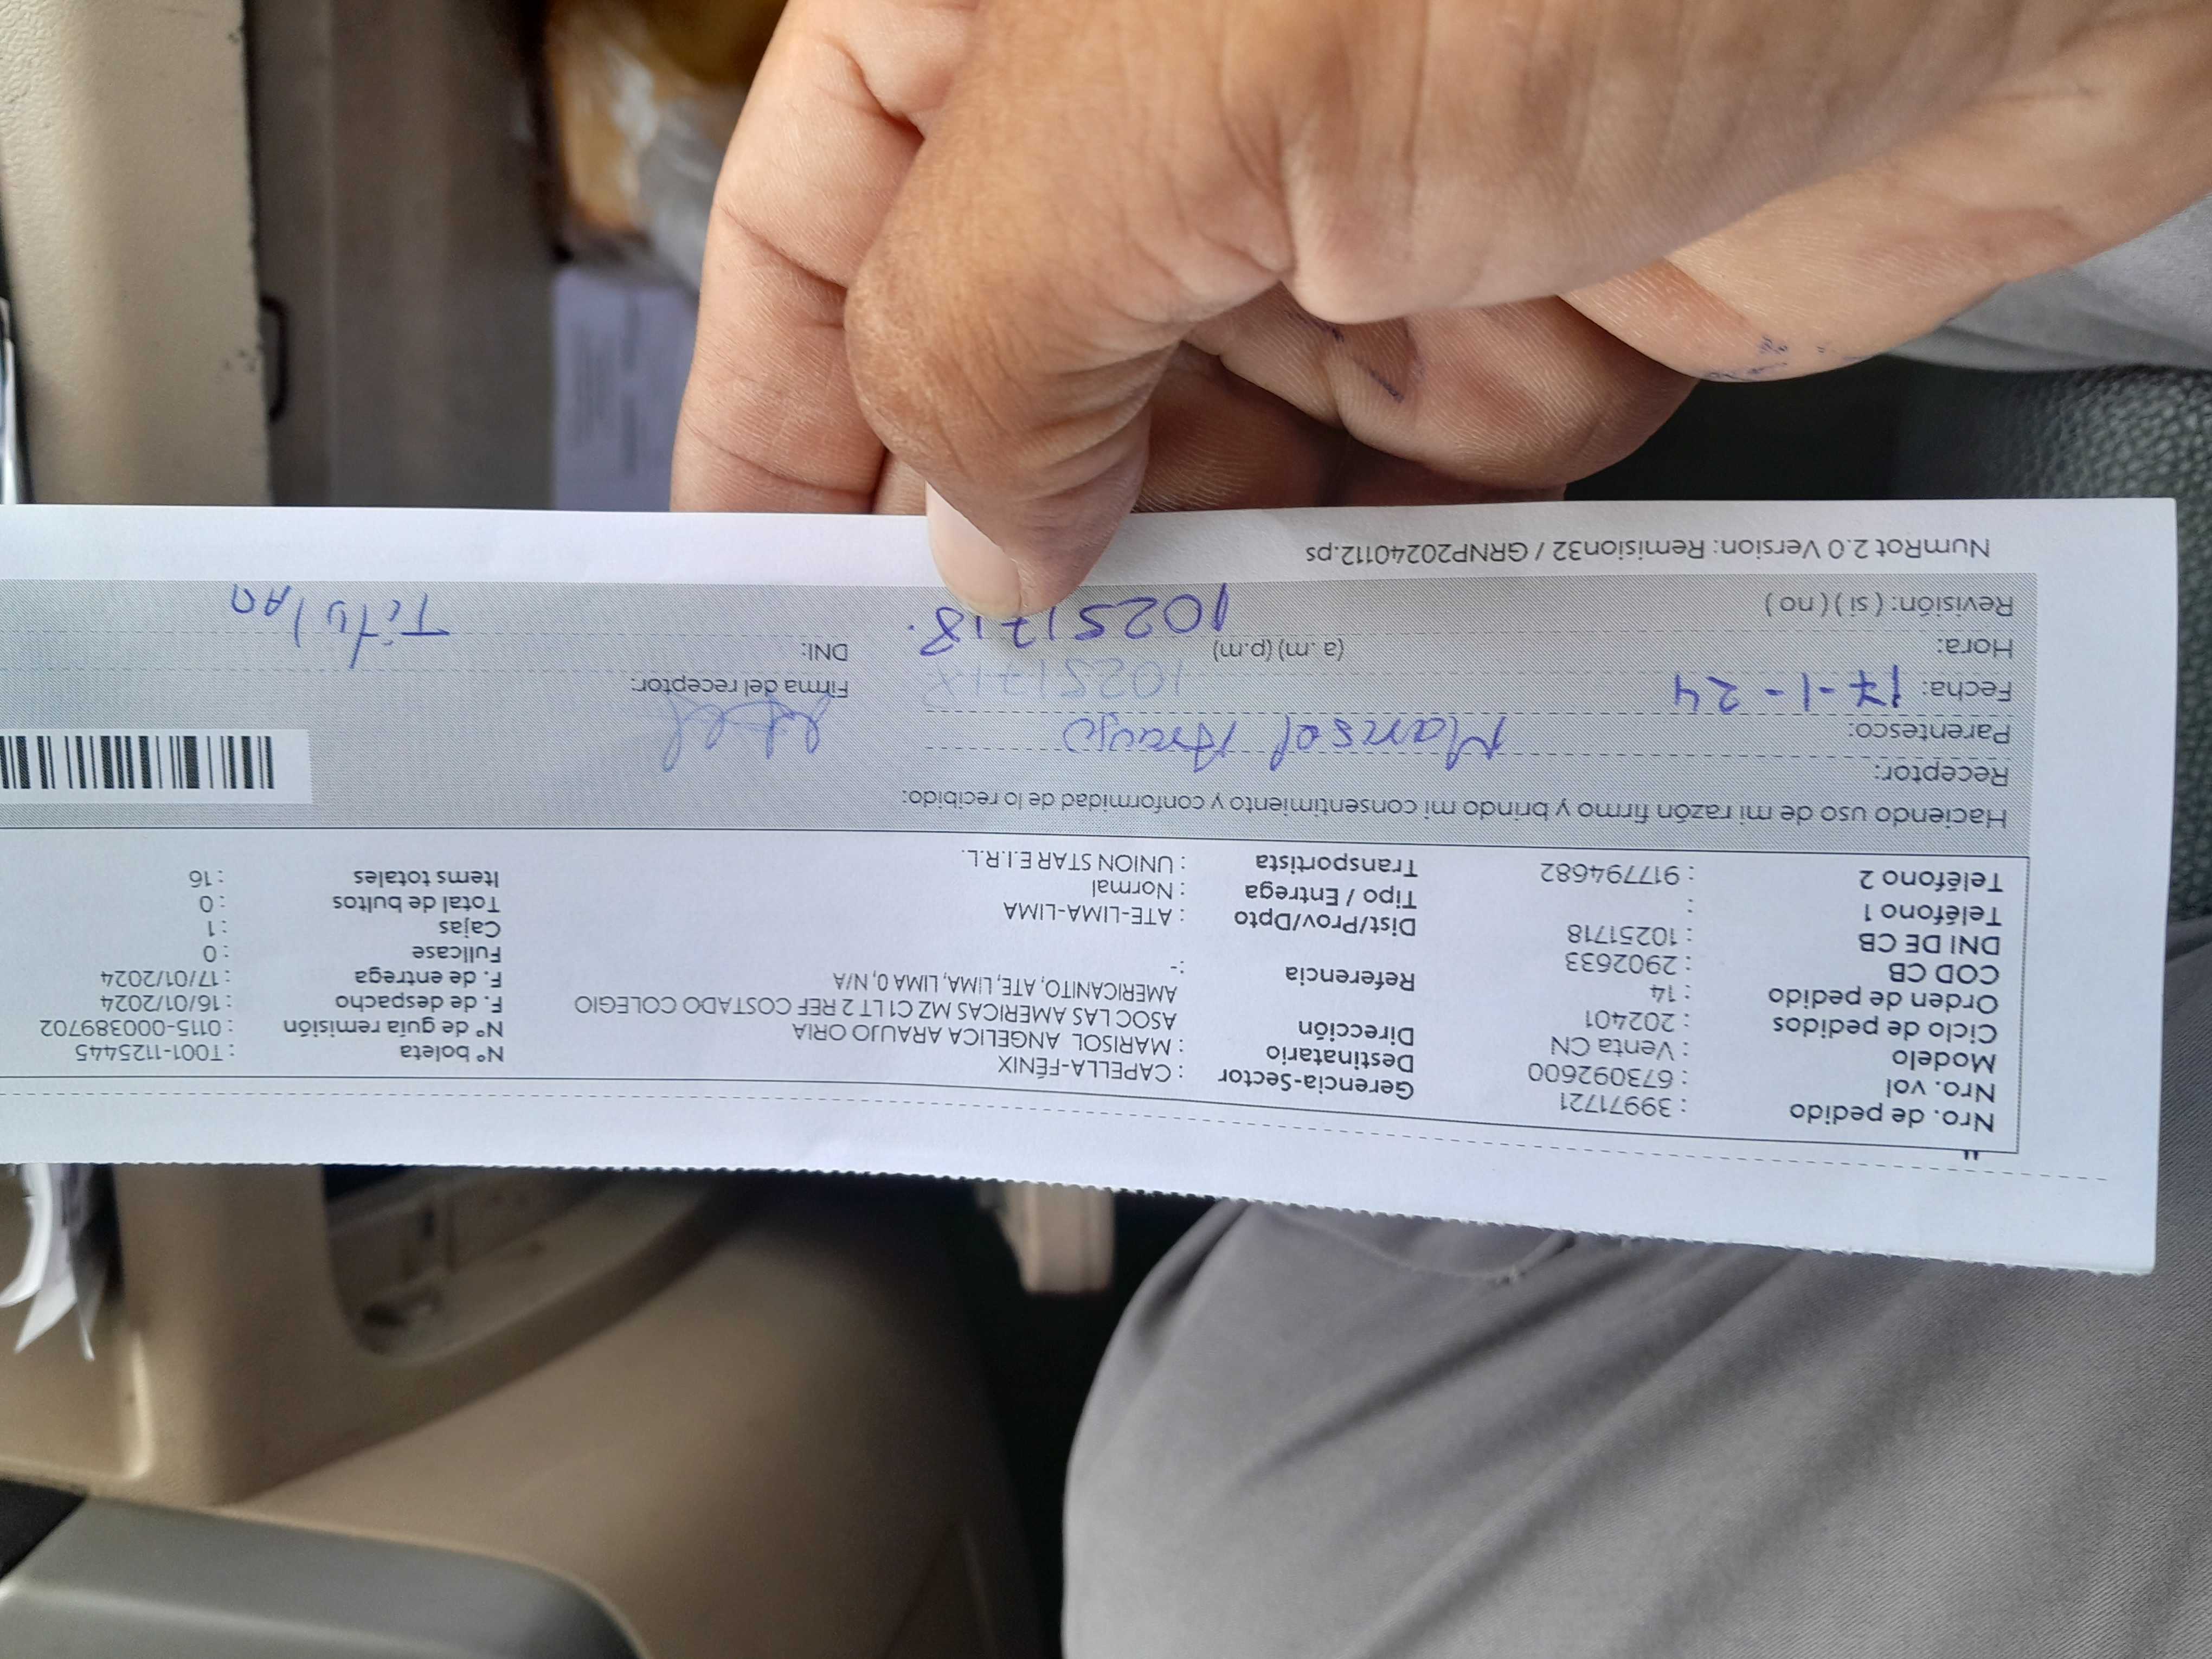 Nro. de pedido : 39971721 Gerencia-Sector : CAPELLA-FÉNIX N° boleta : T001-1125445
Nro. vol : 673092600 Destinatario : MARISOL ANGELICA ARAUJO ORIA N° de guía remisión : 0115-000389702
Modelo : Venta CN Dirección ASOC LAS AMERICAS MZ C1 LT 2 REF COSTADO COLEGIO F. de despacho : 16/01/2024
Ciclo de pedidos : 202401 AMERICANITO, ATE, LIMA, LIMA 0, N/A F. de entrega : 17/01/2024
Orden de pedido : 14 Referencia :- Fullcase : 0
COD CB : 2902633 Dist/Prov/Dpto : ATE-LIMA-LIMA Cajas : 1
DNI DE CB : 10251718 Tipo / Entrega : Normal Total de bultos : 0
Teléfono 1 : Transportista : UNION STAR E.I.R.L. Items totales : 16
Teléfono 2 : 917794682
Haciendo uso de mi razón firmo y brindo mi consentimiento y conformidad de lo recibido:
Receptor:
Parentesco: Marisol Araujo
Fecha: 17-1-24 10251718 Firma del receptor:
Hora: (a.m) (p.m) 10251718. DNI: Titular
Revisión: ( si ) ( no )
NumRot 2.0 Version: Remision32 / GRNP20240112.ps